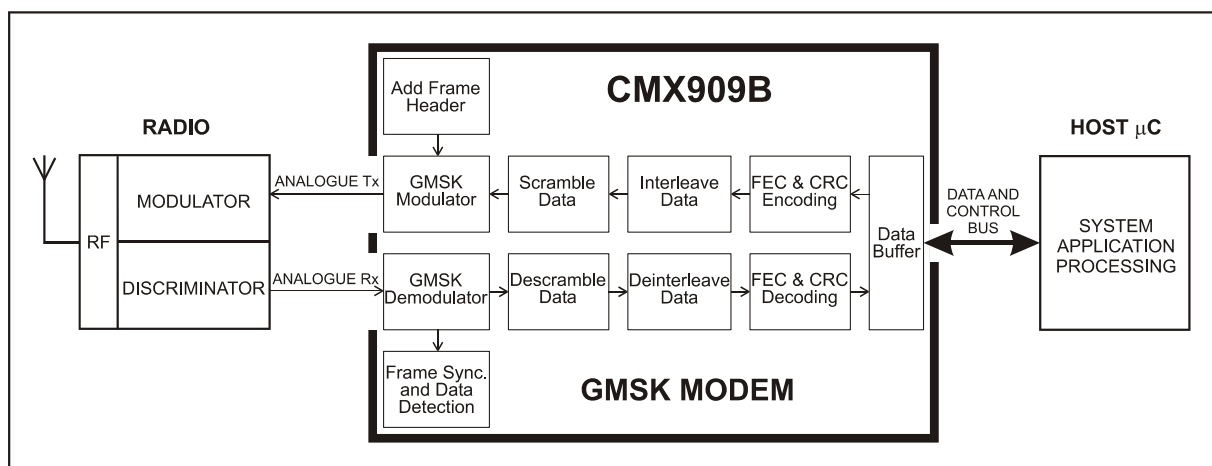 CMX909B
Add Frame
Header
RADIO
HOST µC
RF
MODULATOR
DISCRIMINATOR
ANALOGUE Tx
ANALOGUE Rx
GMSK
Modulator
Scramble
Data
Interleave
Data
FEC & CRC
Encoding
Data
Buffer
DATA AND
CONTROL
BUS
SYSTEM
APPLICATION
PROCESSING
GMSK
Demodulator
Descramble
Data
Deinterleave
Data
FEC & CRC
Decoding
Frame Sync.
and Data
Detection
GMSK MODEM